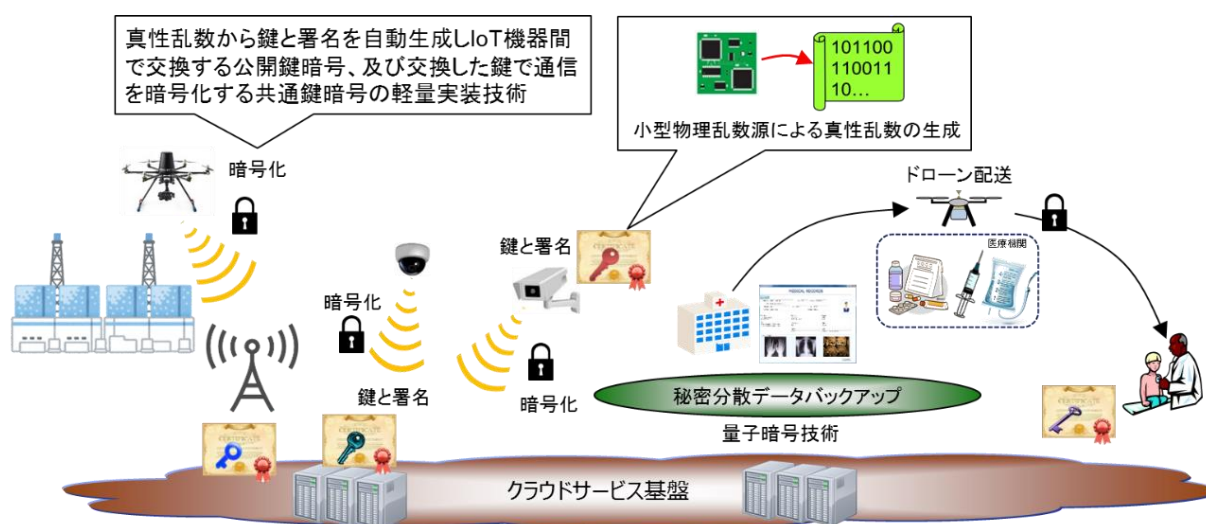 真性乱数から鍵と署名を自動生成しIoT機器間
で交換する公開鍵暗号、及び交換した鍵で通信
を暗号化する共通鍵暗号の軽量実装技術
101100
110011
10...
小型物理乱数源による真性乱数の生成
暗号化
ドローン配送
医療機関
鍵と署名
暗号化
鍵と署名
暗号化
MEDICAL RECORDS
秘密分散データバックアップ
量子暗号技術
クラウドサービス基盤